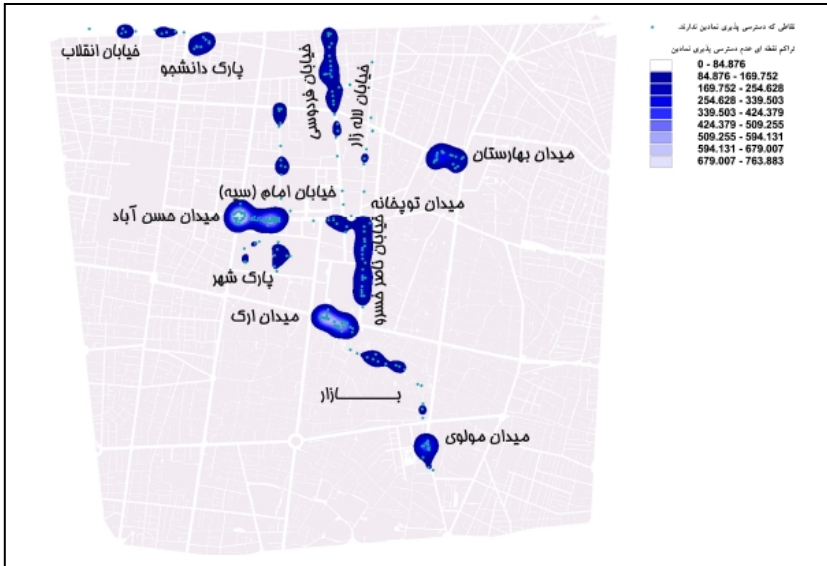 نقاطی که دسترسی پذیری نمادین ندارند.
تراکم نقطه ای عدم دسترسی پذیری نمادین
0 - 84.876
84.876 - 169.752
169.752 - 254.628
254.628 - 339.503
339.503 - 424.379
424.379 - 509.255
509.255 - 594.131
594.131 - 679.007
679.007 - 763.883
خیابان انقلاب
پارک دانشجو
خیابان فردوسی
خیابان لاله زار
میدان بهارستان
خیابان امام (سپه)
میدان توپخانه
میدان حسن آباد
خیابان ناصر خسرو
پارک شهر
میدان ارک
بــــــازار
میدان مولوی